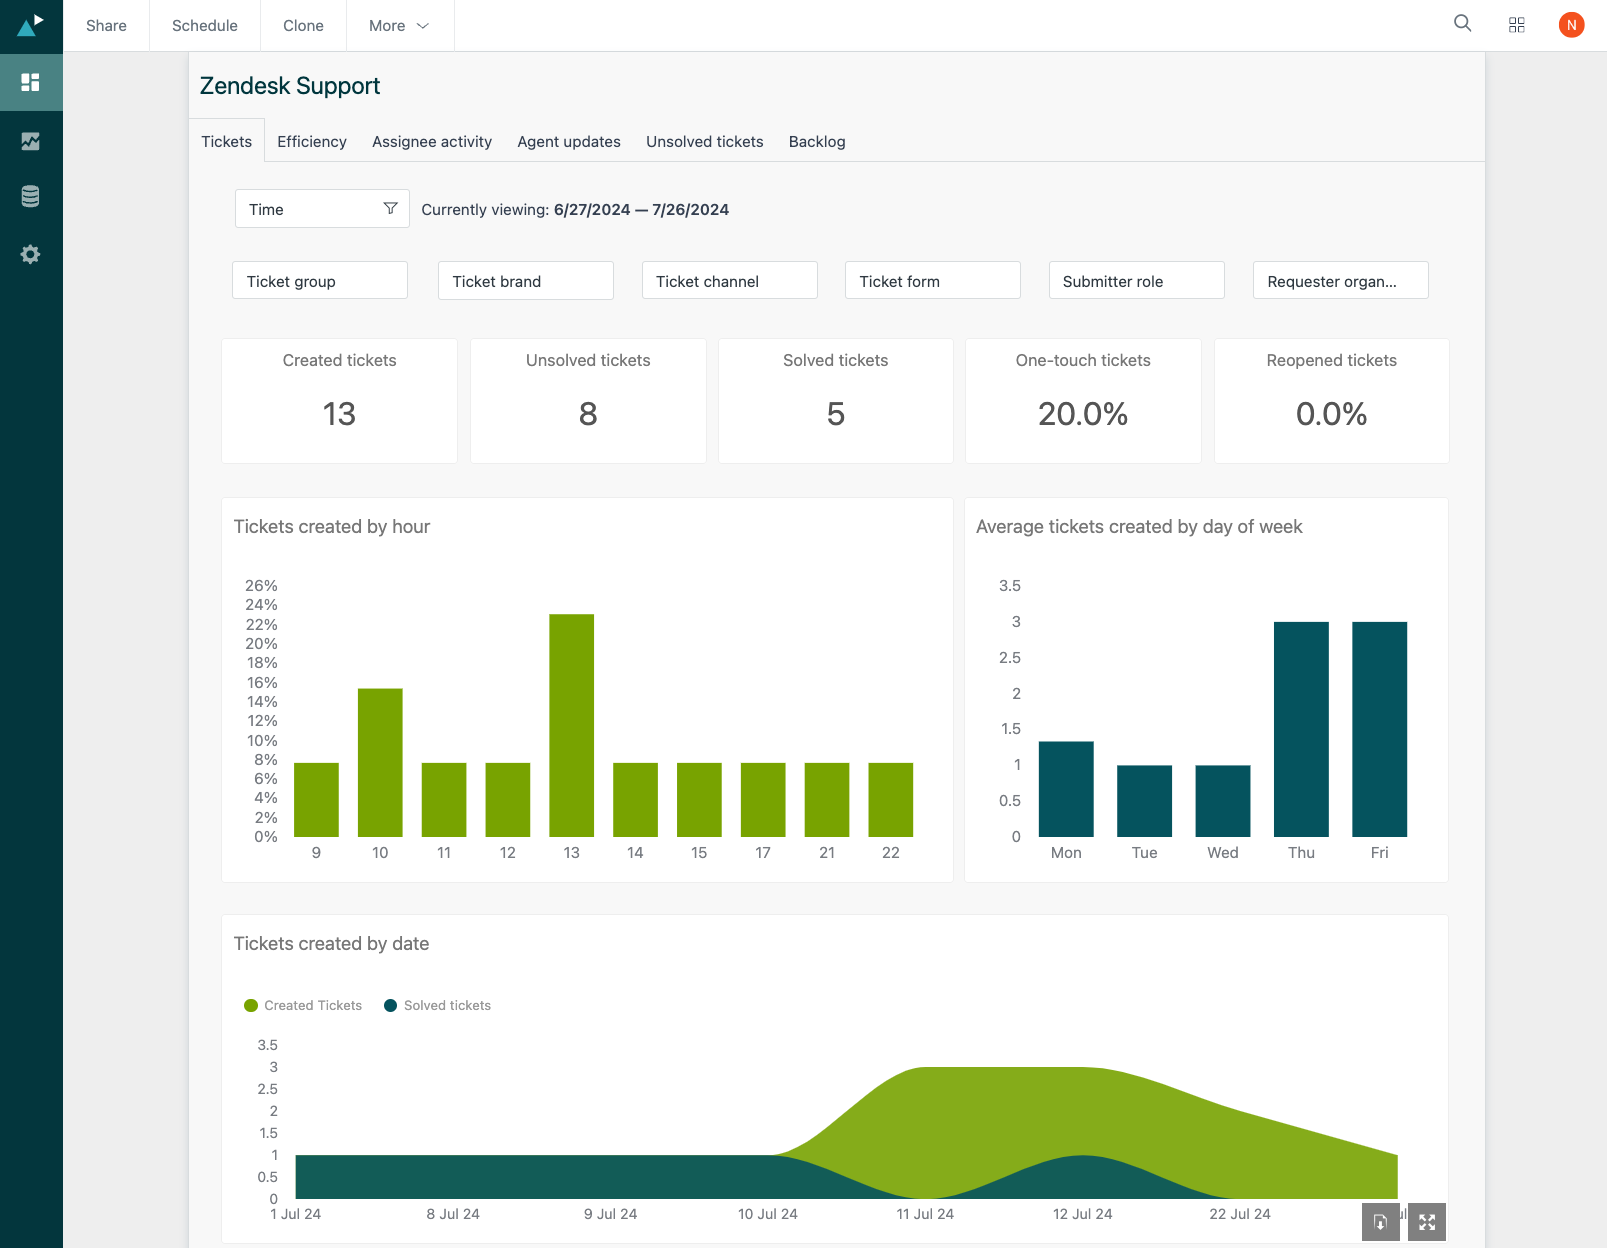 Share Schedule Clone More
N
Zendesk Support
Tickets Efficiency Assignee activity Agent updates Unsolved tickets Backlog
Time
Currently viewing: 6/27/2024 — 7/26/2024
Ticket group Ticket brand Ticket channel Ticket form Submitter role Requester organ...
Created tickets Unsolved tickets Solved tickets One-touch tickets Reopened tickets
13 8 5 20.0% 0.0%
Tickets created by hour
26%
24%
22%
20%
18%
16%
14%
12%
10%
8%
6%
4%
2%
0%
9 10 11 12 13 14 15 17 21 22
Average tickets created by day of week
3.5
3
2.5
2
1.5
1
0.5
0
Mon Tue Wed Thu Fri
Tickets created by date
Created Tickets Solved tickets
3.5
3
2.5
2
1.5
1
0.5
0
1 Jul 24 8 Jul 24 9 Jul 24 10 Jul 24 11 Jul 24 12 Jul 24 22 Jul 24